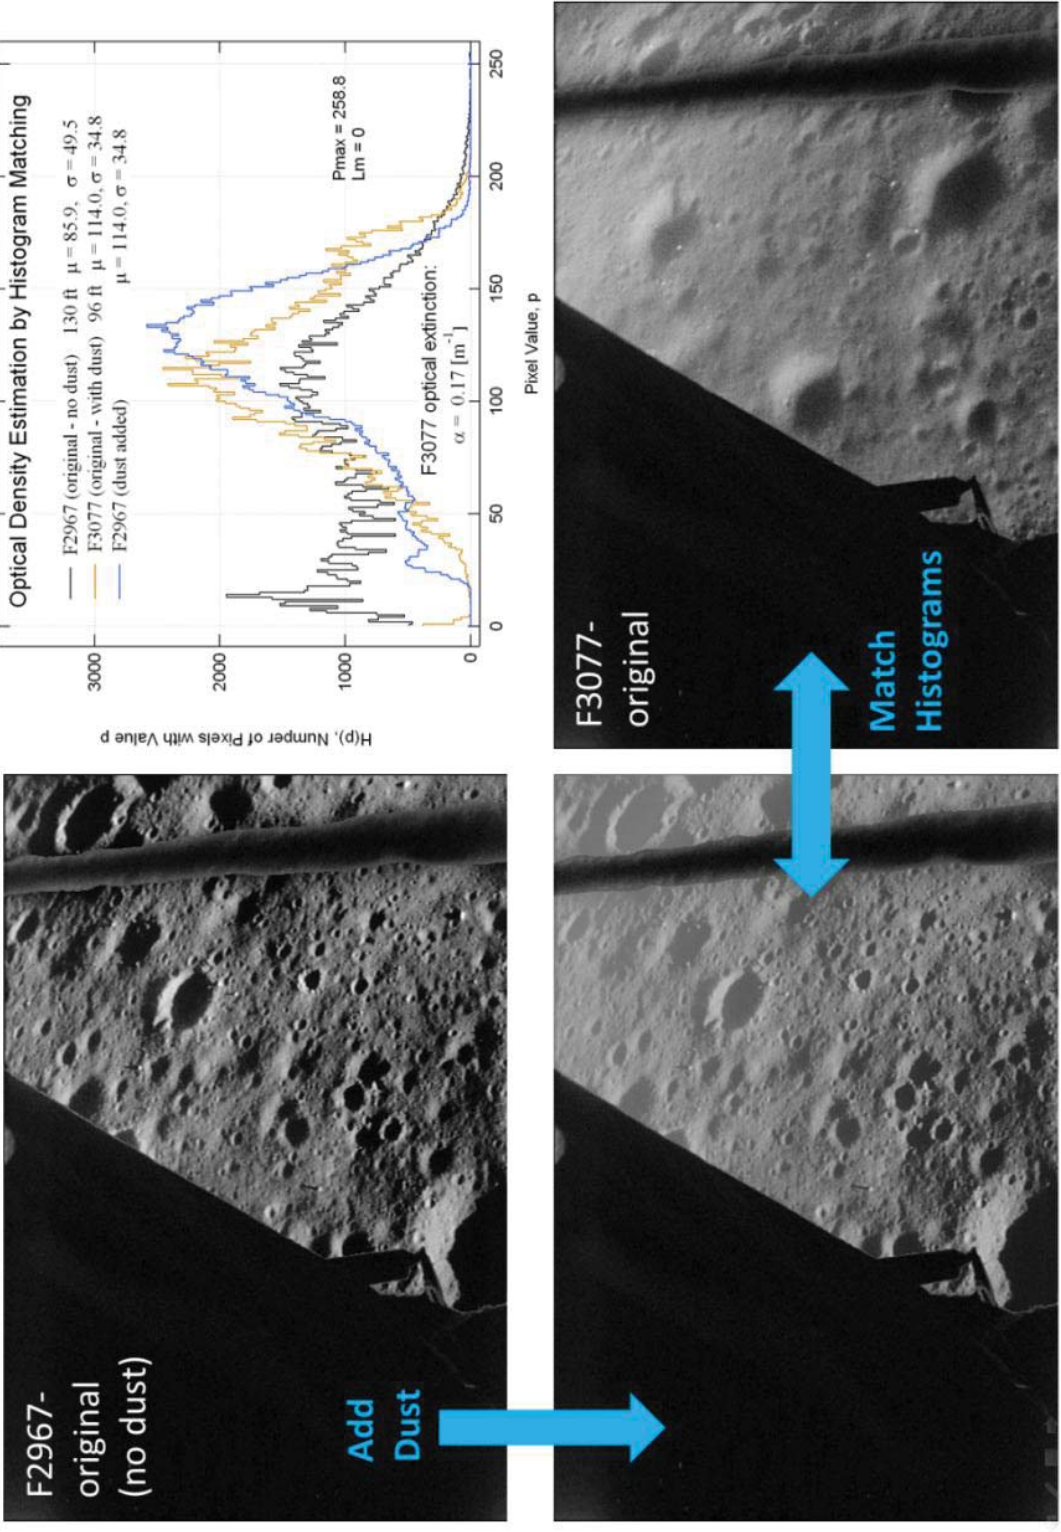 F2967-
original
(no dust)
Add
Dust
Optical Density Estimation by Histogram Matching
F2967 (original - no dust) 130 ft μ = 85.9, σ = 49.5
F3077 (original - with dust) 96 ft μ = 114.0, σ = 34.8
F2967 (dust added) μ = 114.0, σ = 34.8
Pmax = 258.8
Lm = 0
F3077 optical extinction:
α = 0.17 [m⁻¹]
H(p), Number of Pixels with Value p
3000
2000
1000
0
0 50 100 150 200 250
Pixel Value, p
F3077-
original
Match
Histograms